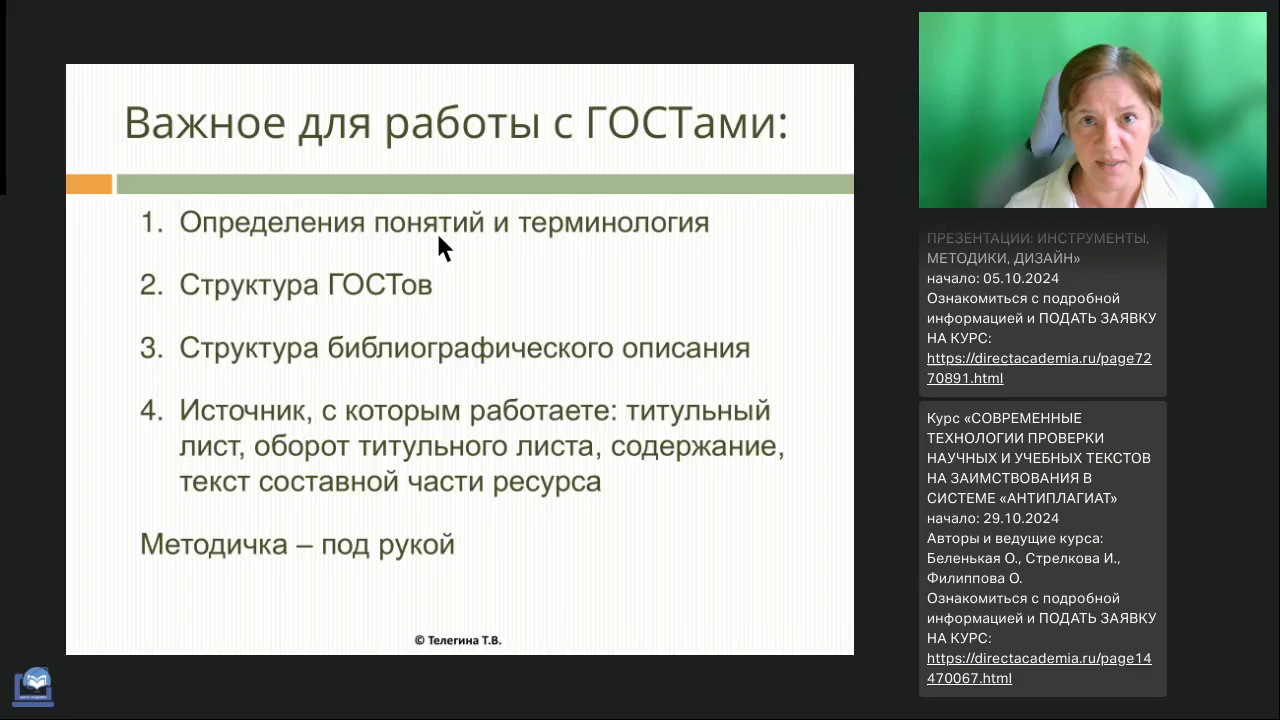 Важное для работы с ГОСТами:
1. Определения понятий и терминология
2. Структура ГОСТов
3. Структура библиографического описания
4. Источник, с которым работаете: титульный
лист, оборот титульного листа, содержание,
текст составной части ресурса
Методичка – под рукой
© Телегина Т.В.
ПРЕЗЕНТАЦИИ: ИНСТРУМЕНТЫ,
МЕТОДИКИ, ДИЗАЙН»
начало: 05.10.2024
Ознакомиться с подробной
информацией и ПОДАТЬ ЗАЯВКУ
НА КУРС:
https://directacademia.ru/page72
70891.html
Курс «СОВРЕМЕННЫЕ
ТЕХНОЛОГИИ ПРОВЕРКИ
НАУЧНЫХ И УЧЕБНЫХ ТЕКСТОВ
НА ЗАИМСТВОВАНИЯ В
СИСТЕМЕ «АНТИПЛАГИАТ»
начало: 29.10.2024
Авторы и ведущие курса:
Беленькая О., Стрелкова И.,
Филиппова О.
Ознакомиться с подробной
информацией и ПОДАТЬ ЗАЯВКУ
НА КУРС:
https://directacademia.ru/page14
470067.html